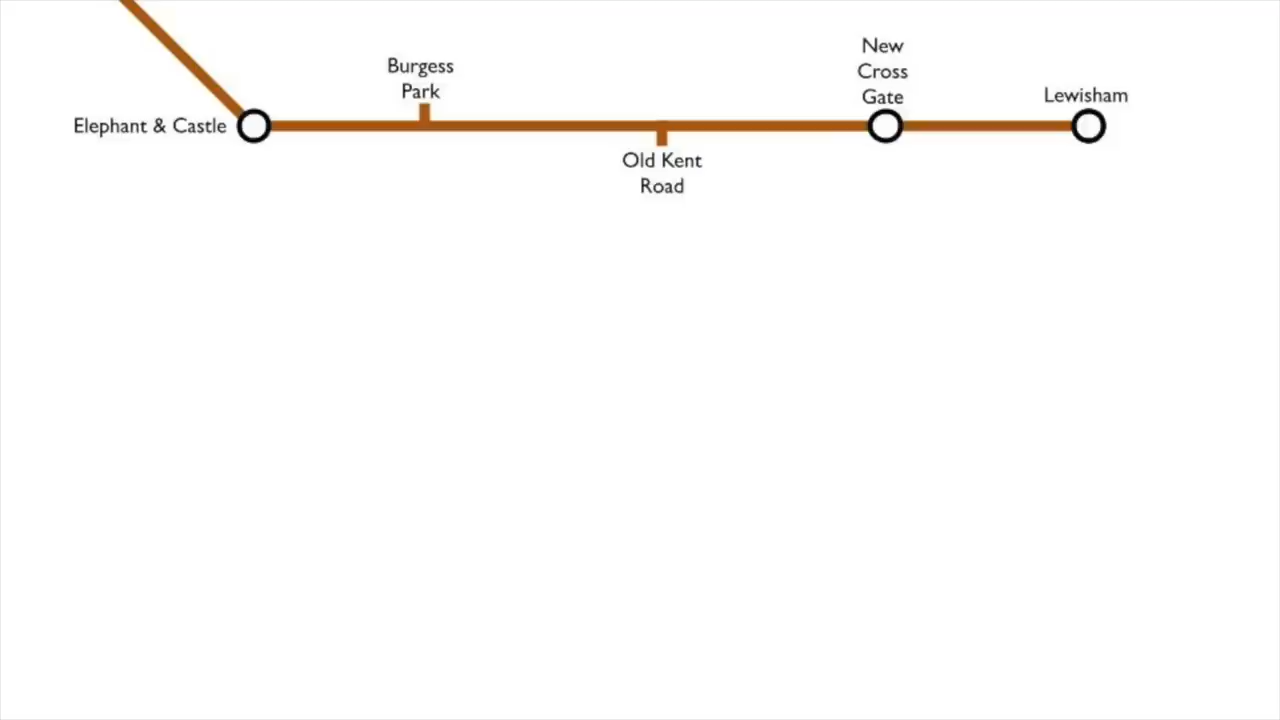 Elephant & Castle
Burgess
Park
Old Kent
Road
New
Cross
Gate
Lewisham